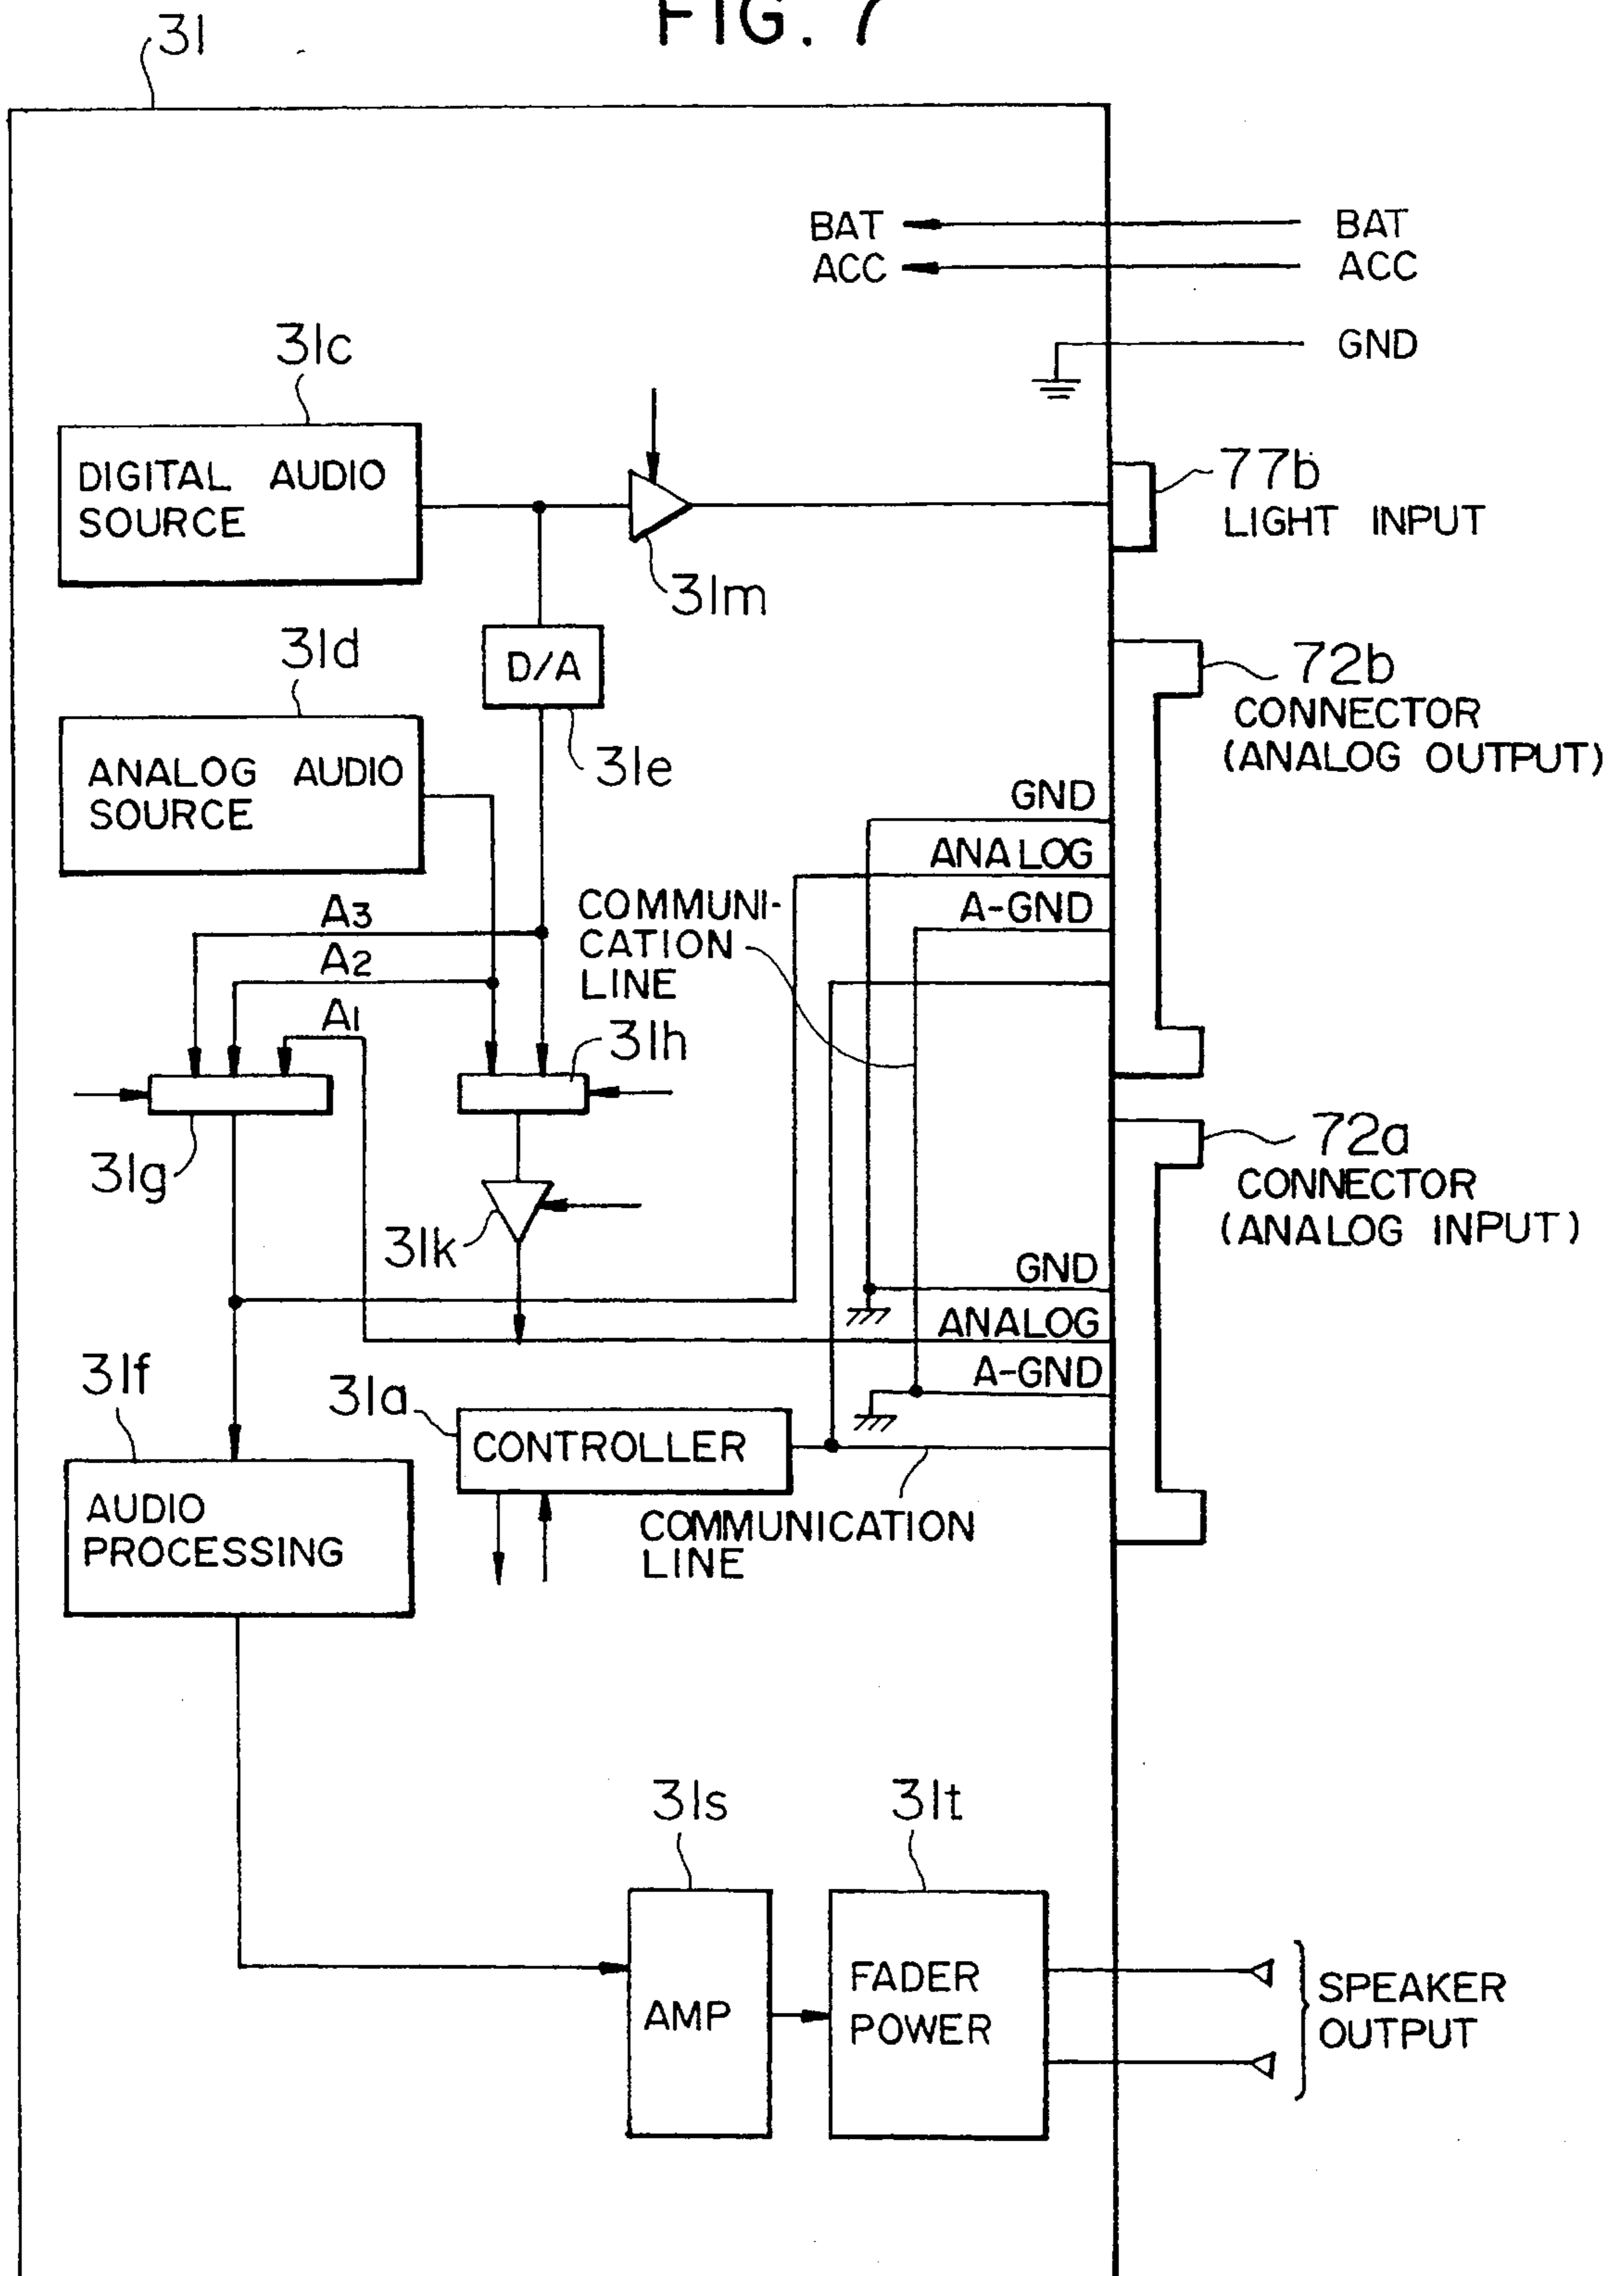 FIG. 7
31
BAT
BAT
ACC
ACC
GND
31c
DIGITAL AUDIO
SOURCE
77b
LIGHT INPUT
31m
31d
D/A
72b
CONNECTOR
(ANALOG OUTPUT)
ANALOG AUDIO
SOURCE
31e
GND
ANALOG
A-GND
COMMUNI-
CATION
LINE
A3
A2
A1
31h
31g
72a
CONNECTOR
(ANALOG INPUT)
31k
GND
ANALOG
A-GND
31f
31a
CONTROLLER
AUDIO
PROCESSING
COMMUNICATION
LINE
31s
31t
AMP
FADER
POWER
SPEAKER
OUTPUT